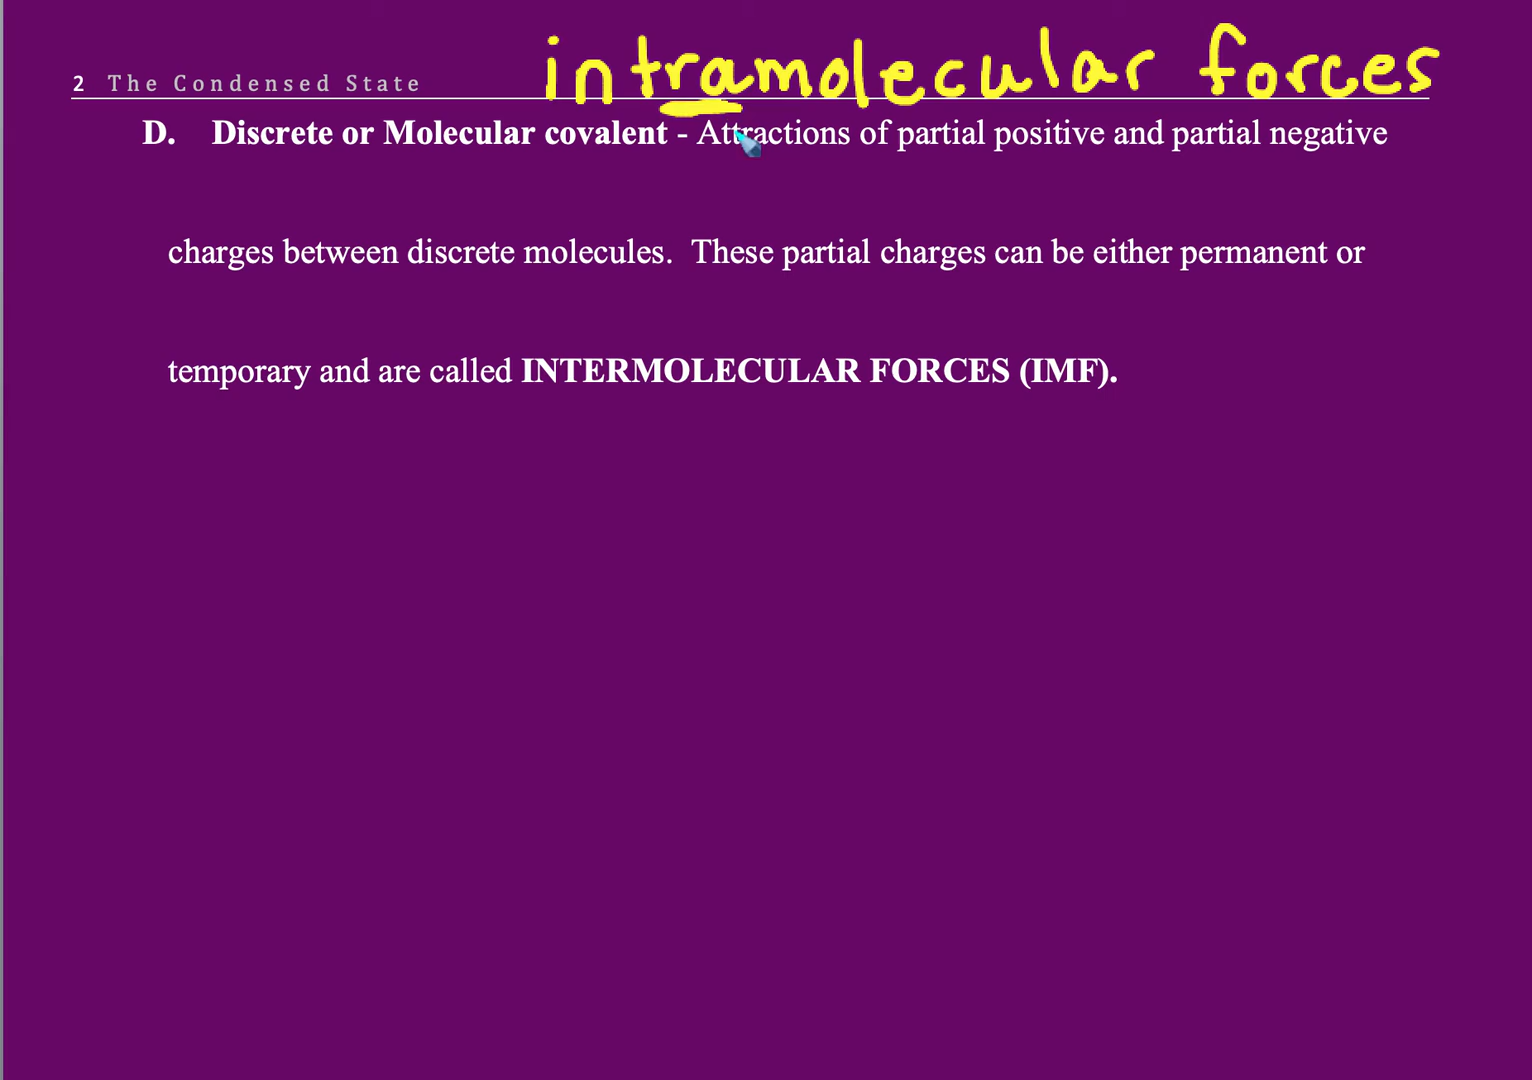 intramolecular forces
2 The Condensed State
D. Discrete or Molecular covalent - Attractions of partial positive and partial negative
charges between discrete molecules. These partial charges can be either permanent or
temporary and are called INTERMOLECULAR FORCES (IMF).